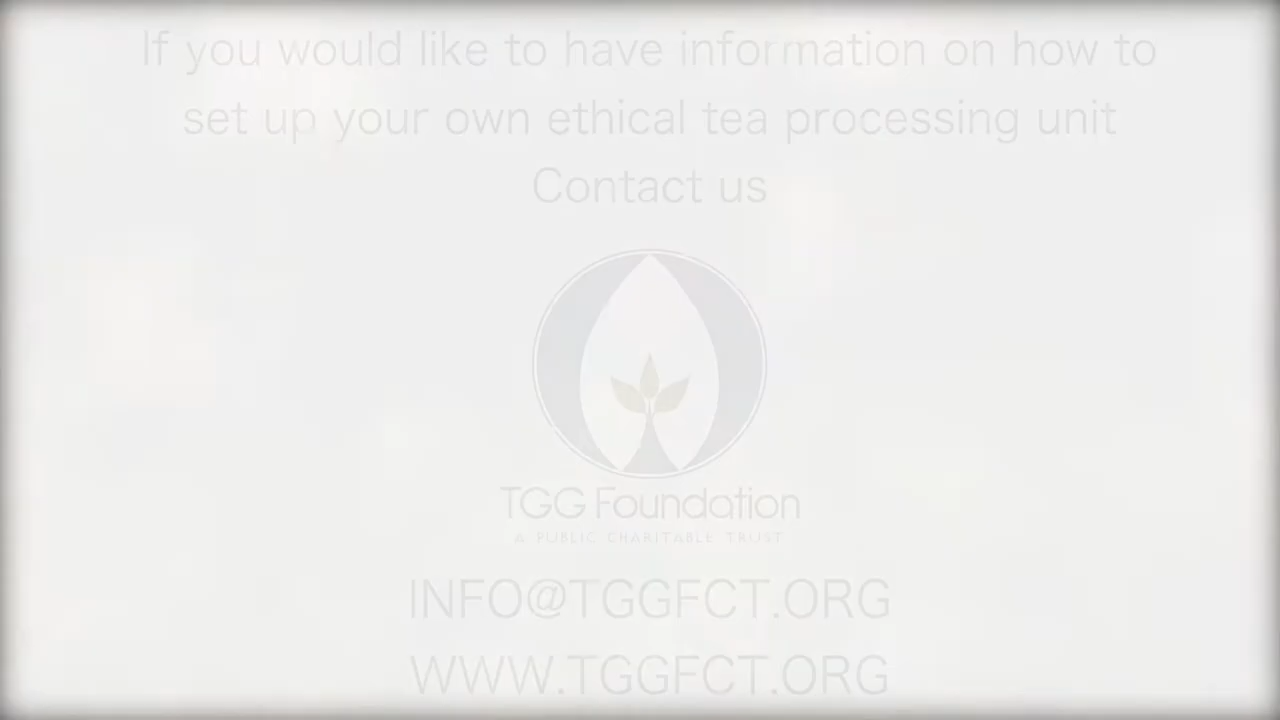 If you would like to have information on how to
set up your own ethical tea processing unit
Contact us
TGG Foundation
A PUBLIC CHARITABLE TRUST
INFO@TGGFCT.ORG
WWW.TGGFCT.ORG